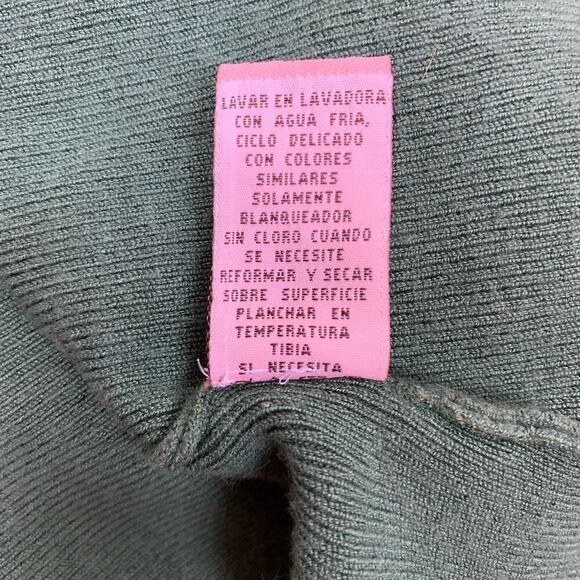 LAVAR EN LAVADORA
CON AGUA FRIA,
CICLO DELICADO
CON COLORES
SIMILARES
SOLAMENTE
BLANQUEADOR
SIN CLORO CUANDO
SE NECESITE
REFORMAR Y SECAR
SOBRE SUPERFICIE
PLANCHAR EN
TEMPERATURA
TIBIA
SI NECESITA